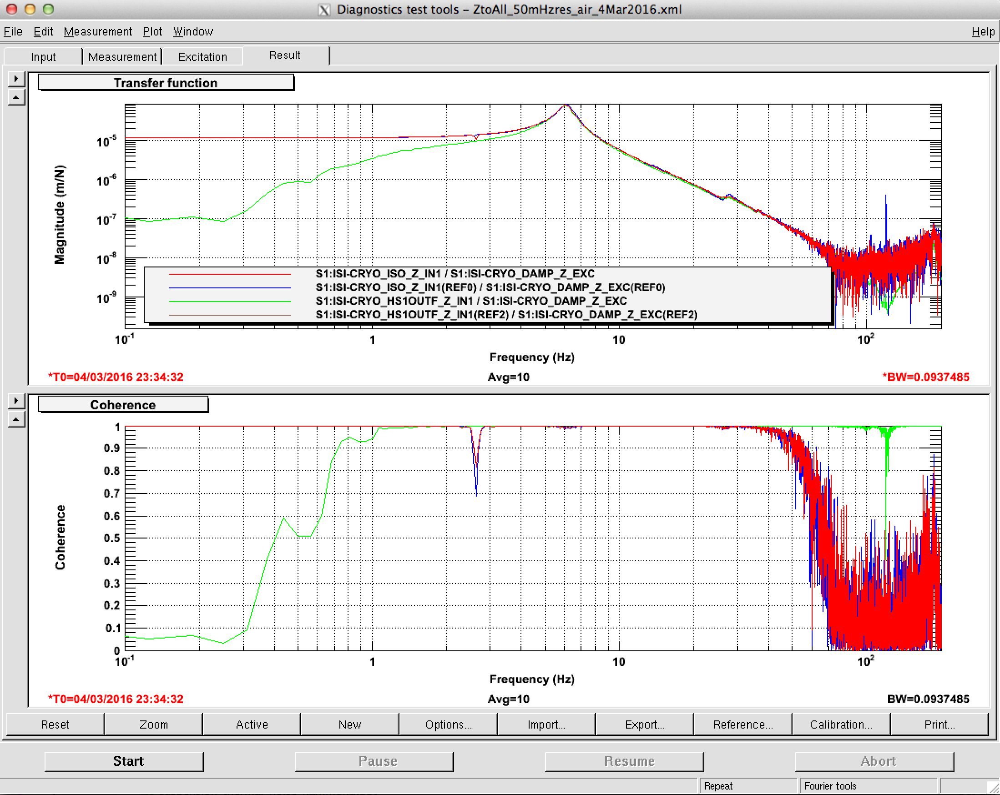 Diagnostics test tools – ZtoAll_50mHzres_air_4Mar2016.xml
File Edit Measurement Plot Window Help
Input Measurement Excitation Result
Transfer function
Magnitude (m/N)
10-5
10-6
10-7
10-8
10-9
S1:ISI-CRYO_ISO_Z_IN1 / S1:ISI-CRYO_DAMP_Z_EXC
S1:ISI-CRYO_ISO_Z_IN1(REF0) / S1:ISI-CRYO_DAMP_Z_EXC(REF0)
S1:ISI-CRYO_HS1OUTF_Z_IN1 / S1:ISI-CRYO_DAMP_Z_EXC
S1:ISI-CRYO_HS1OUTF_Z_IN1(REF2) / S1:ISI-CRYO_DAMP_Z_EXC(REF2)
10-1 1 10 102
Frequency (Hz)
*T0=04/03/2016 23:34:32 Avg=10 *BW=0.0937485
Coherence
Coherence
1
0.9
0.8
0.7
0.6
0.5
0.4
0.3
0.2
0.1
0
10-1 1 10 102
Frequency (Hz)
*T0=04/03/2016 23:34:32 Avg=10 BW=0.0937485
Reset Zoom Active New Options... Import... Export... Reference... Calibration... Print...
Start Pause Resume Abort
Repeat Fourier tools